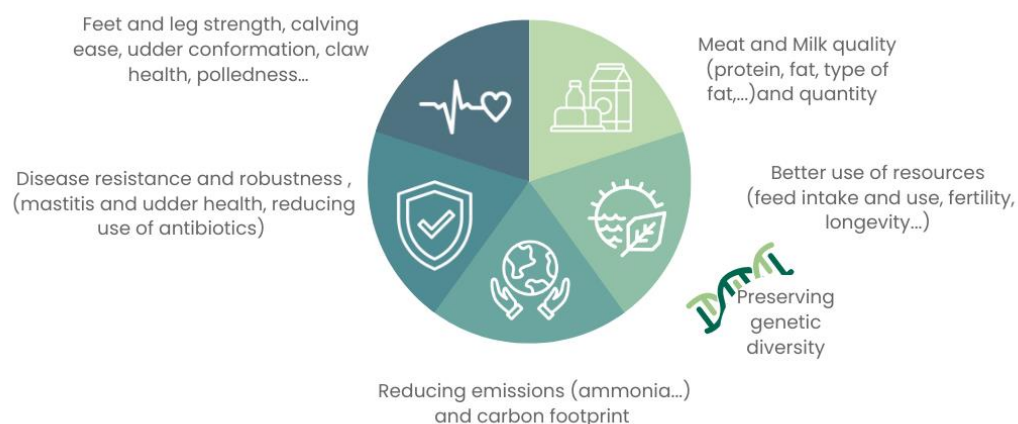 Feet and leg strength, calving
ease, udder conformation, claw
health, polledness...
Meat and Milk quality
(protein, fat, type of
fat,...)and quantity
Disease resistance and robustness ,
(mastitis and udder health, reducing
use of antibiotics)
Better use of resources
(feed intake and use, fertility,
longevity...)
Preserving
genetic
diversity
Reducing emissions (ammonia...)
and carbon footprint